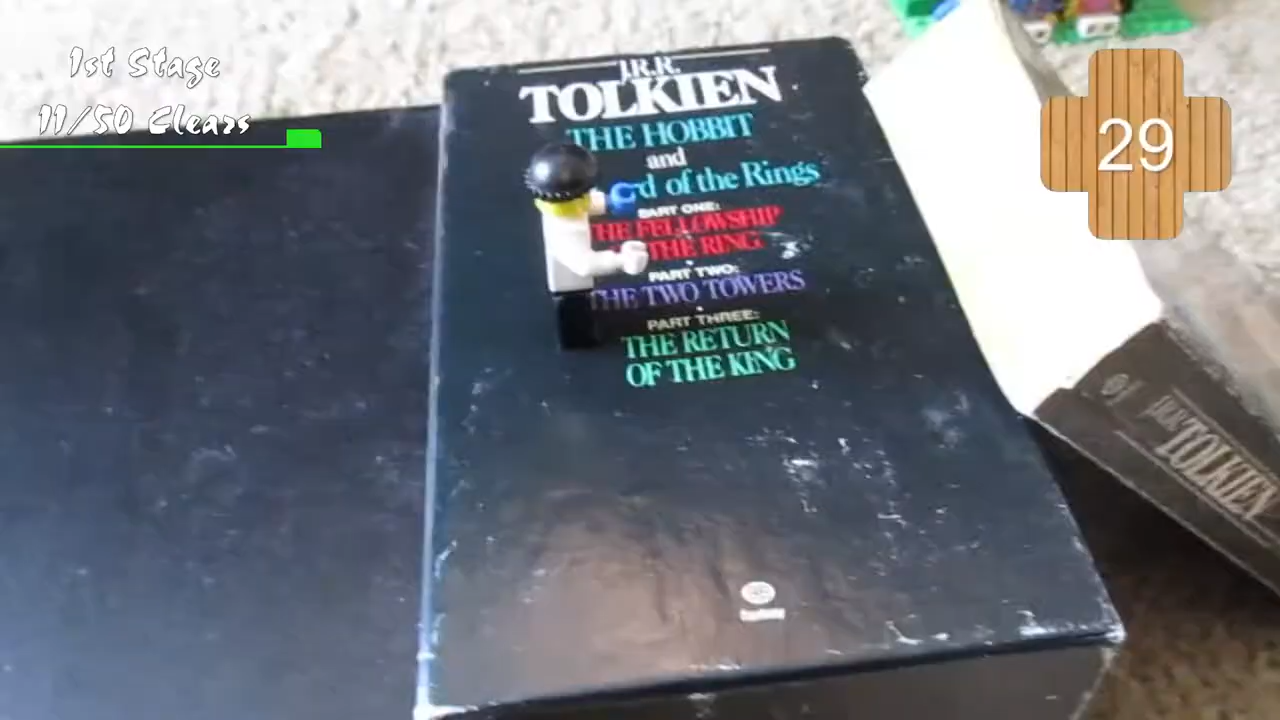 1st Stage
11/50 Clears
29
J.R.R.
TOLKIEN
THE HOBBIT
and
rd of the Rings
PART ONE:
THE FELLOWSHIP
THE RING
PART TWO:
THE TWO TOWERS
PART THREE:
THE RETURN
OF THE KING
J.R.R.
TOLKIEN